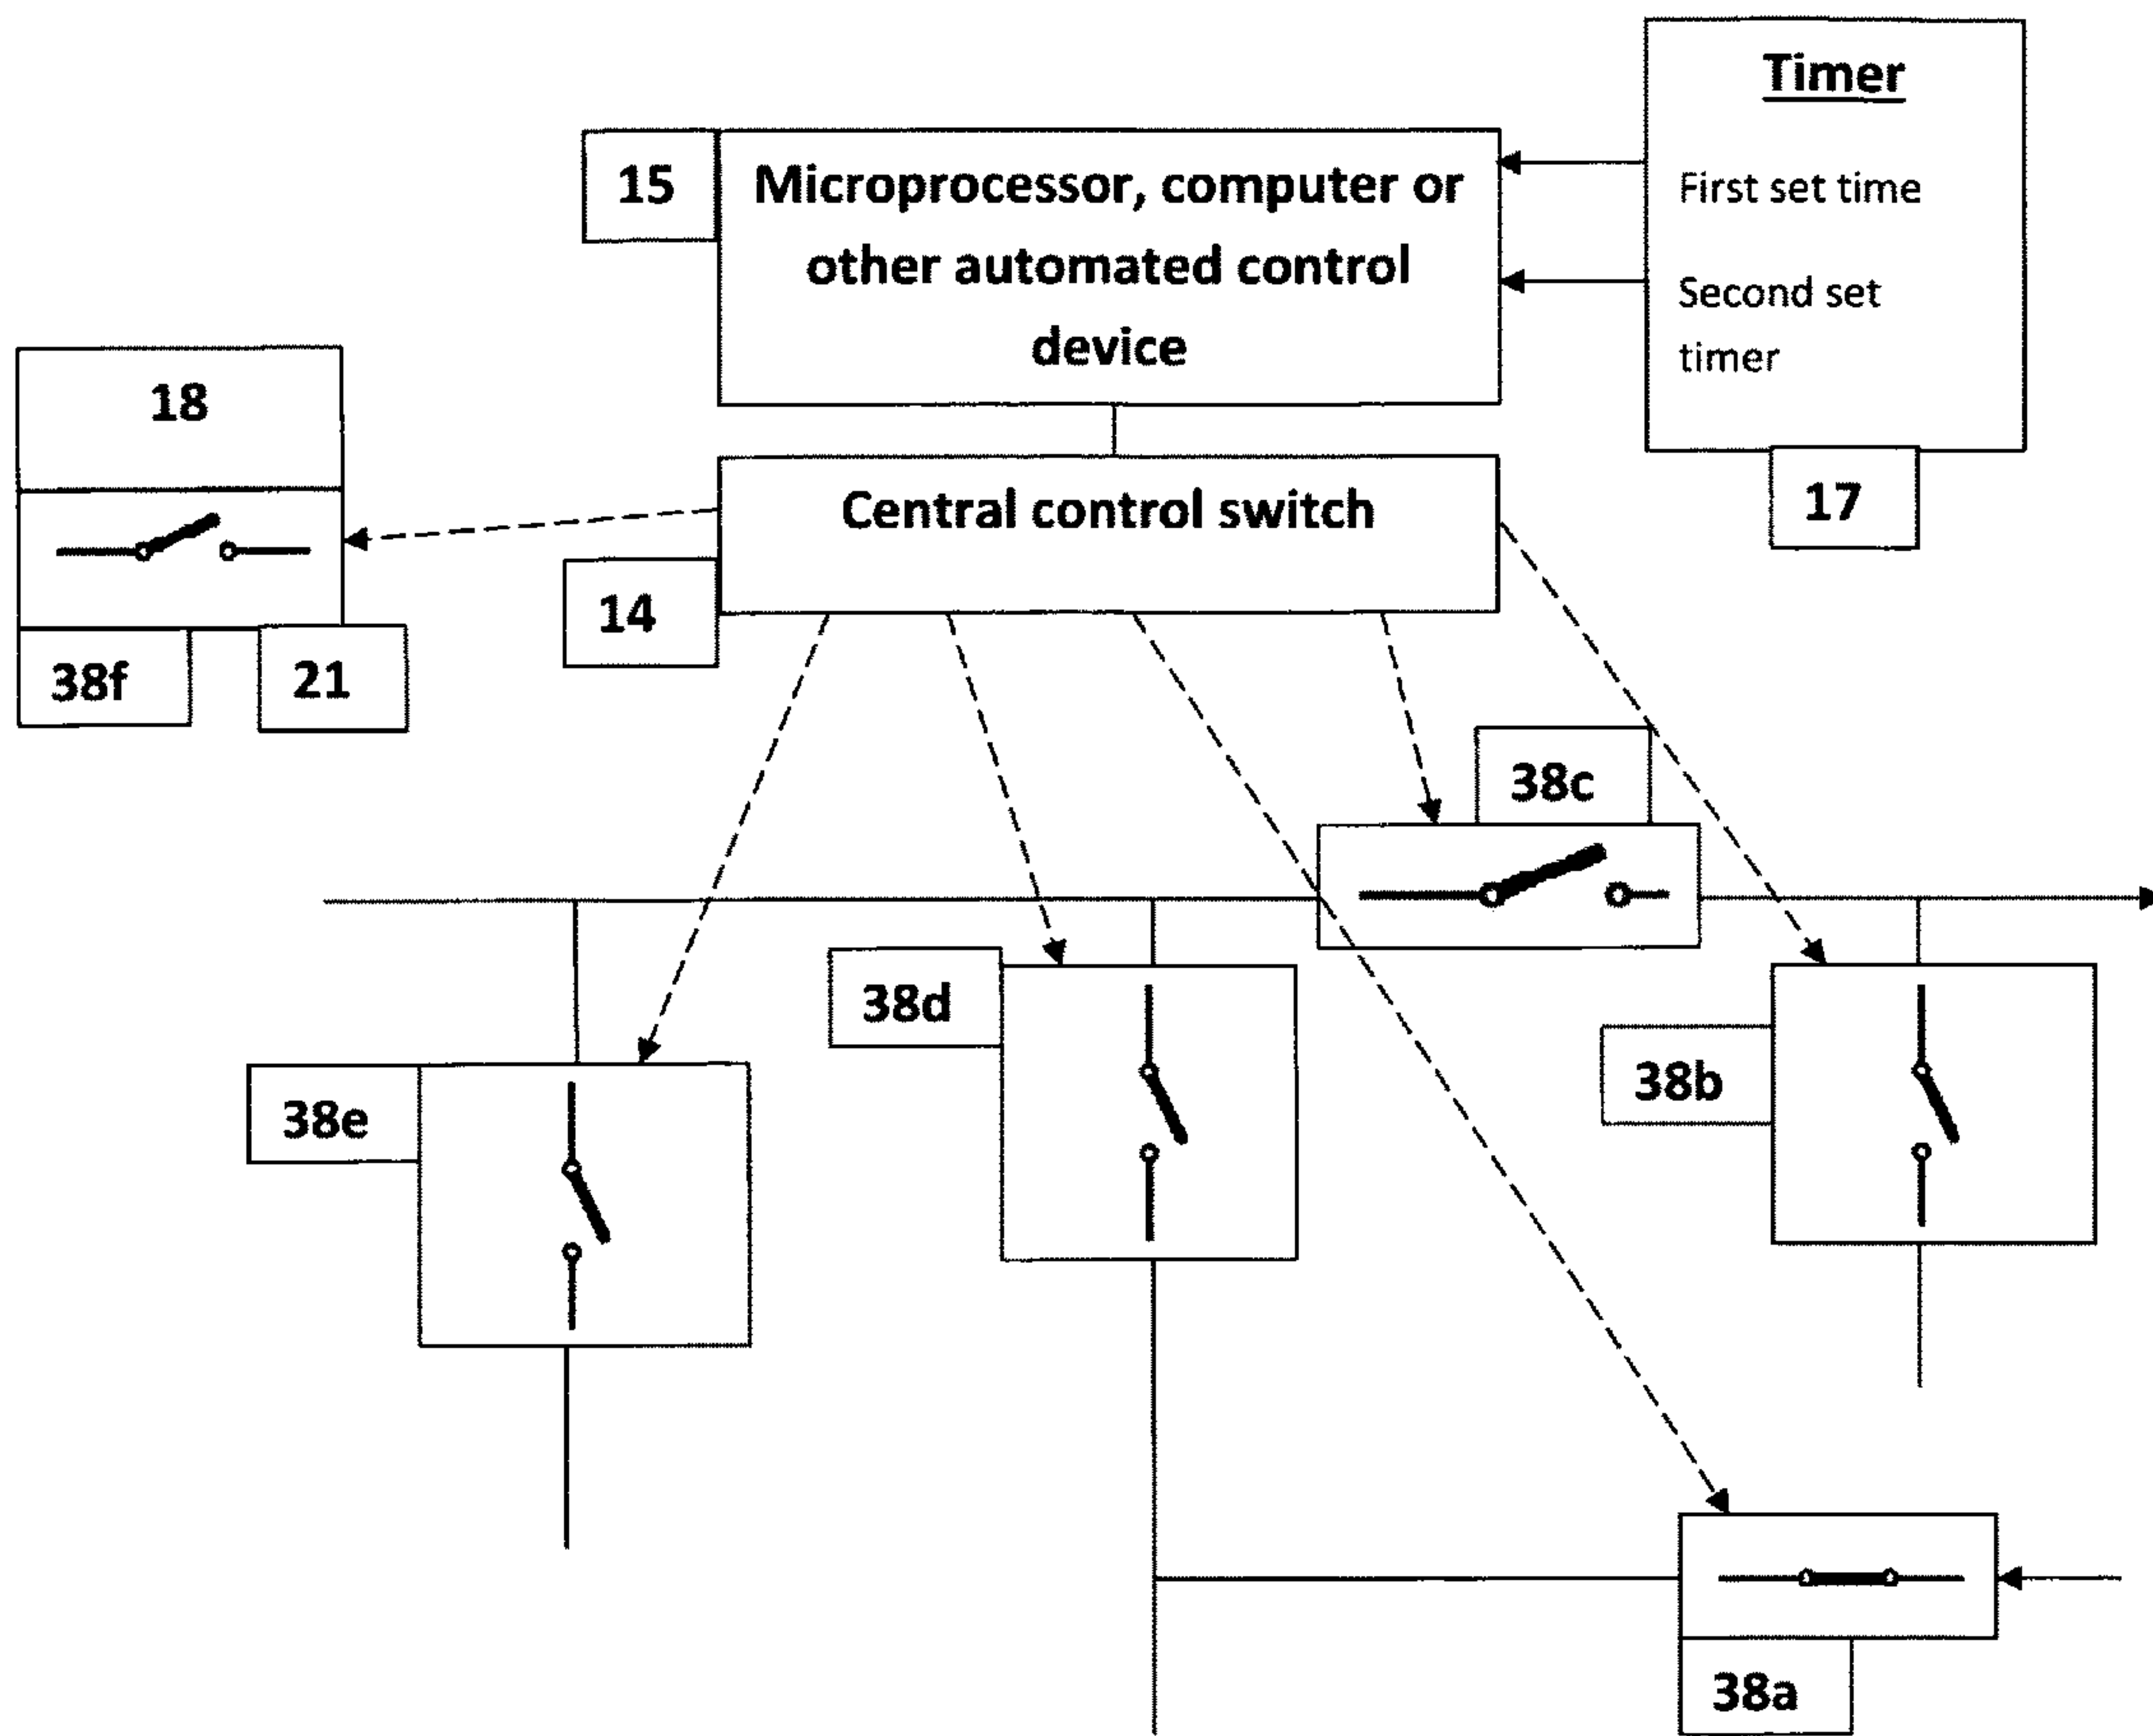 Timer
15
Microprocessor, computer or
First set time
other automated control
Second set
device
timer
18
Central control switch
17
14
38f
21
38c
38d
38b
38e
38a